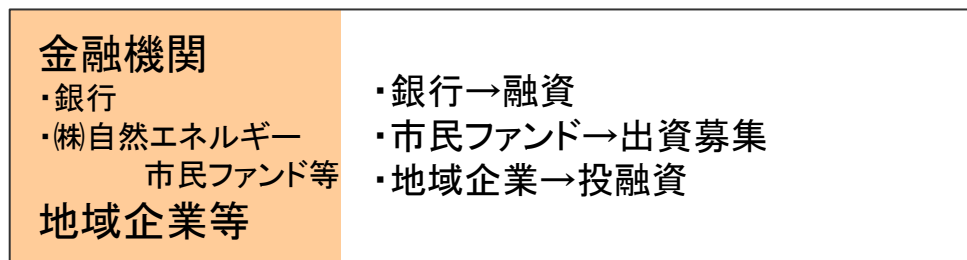 金融機関
・銀行
・㈱自然エネルギー
市民ファンド等
地域企業等
・銀行→融資
・市民ファンド→出資募集
・地域企業→投融資